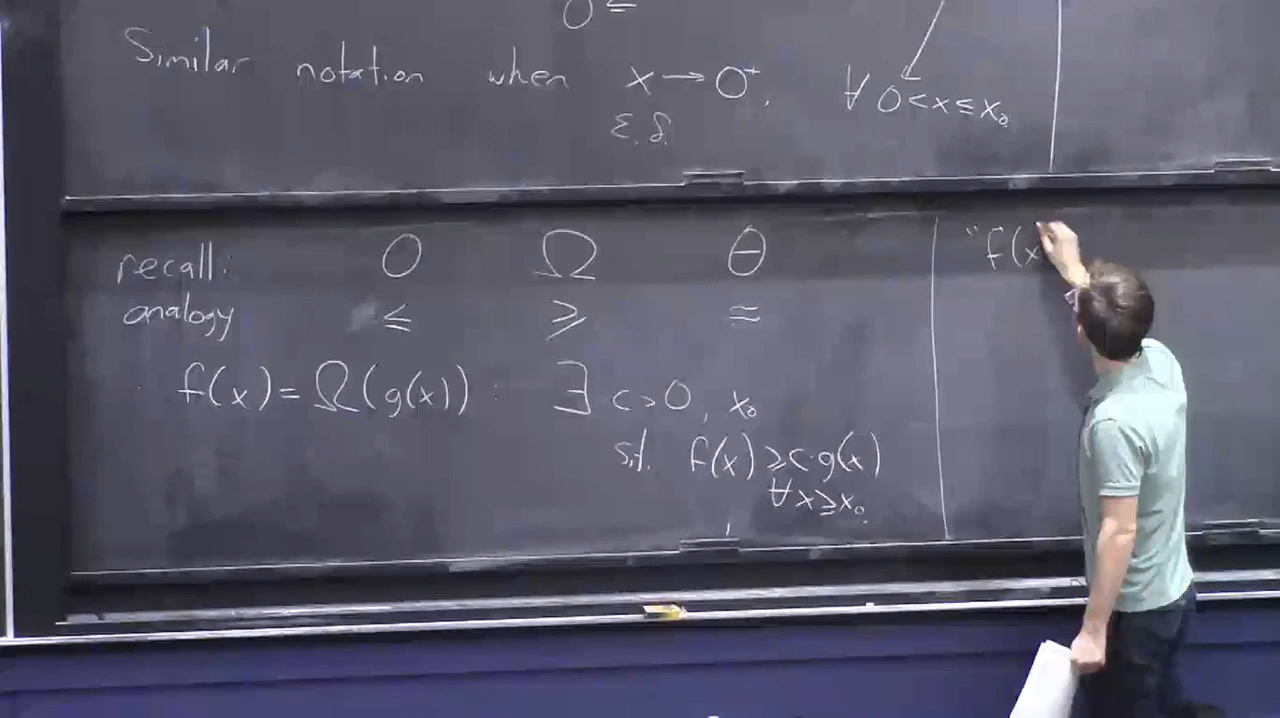 Similar notation when x → 0⁺, ∀ 0<x≤x₀
ε, δ.
recall: O Ω Θ
analogy ≤ ≥ ≈
f(x) = Ω(g(x)) : ∃ c>0, x₀
s.t. f(x) ≥ c·g(x)
∀ x≥x₀.
"f(x